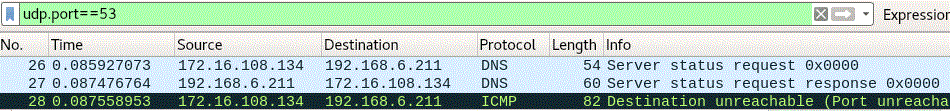 udp.port==53 Expression
No. Time Source Destination Protocol Length Info
26 0.085927073 172.16.108.134 192.168.6.211 DNS 54 Server status request 0x0000
27 0.087476764 192.168.6.211 172.16.108.134 DNS 60 Server status request response 0x0000
28 0.087558953 172.16.108.134 192.168.6.211 ICMP 82 Destination unreachable (Port unreach